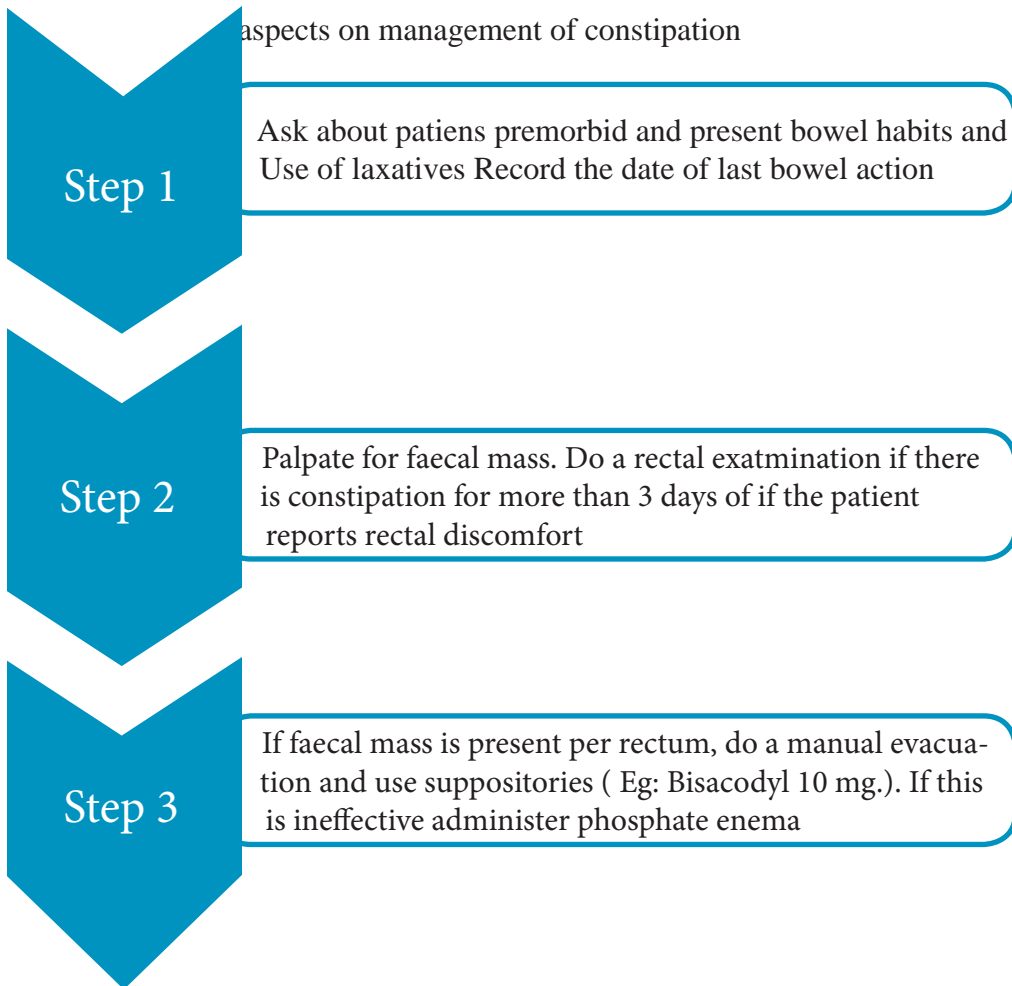 aspects on management of constipation
Step 1
Ask about patiens premorbid and present bowel habits and
Use of laxatives Record the date of last bowel action
Step 2
Palpate for faecal mass. Do a rectal exatmination if there
is constipation for more than 3 days of if the patient
reports rectal discomfort
Step 3
If faecal mass is present per rectum, do a manual evacua-
tion and use suppositories ( Eg: Bisacodyl 10 mg.). If this
is ineffective administer phosphate enema